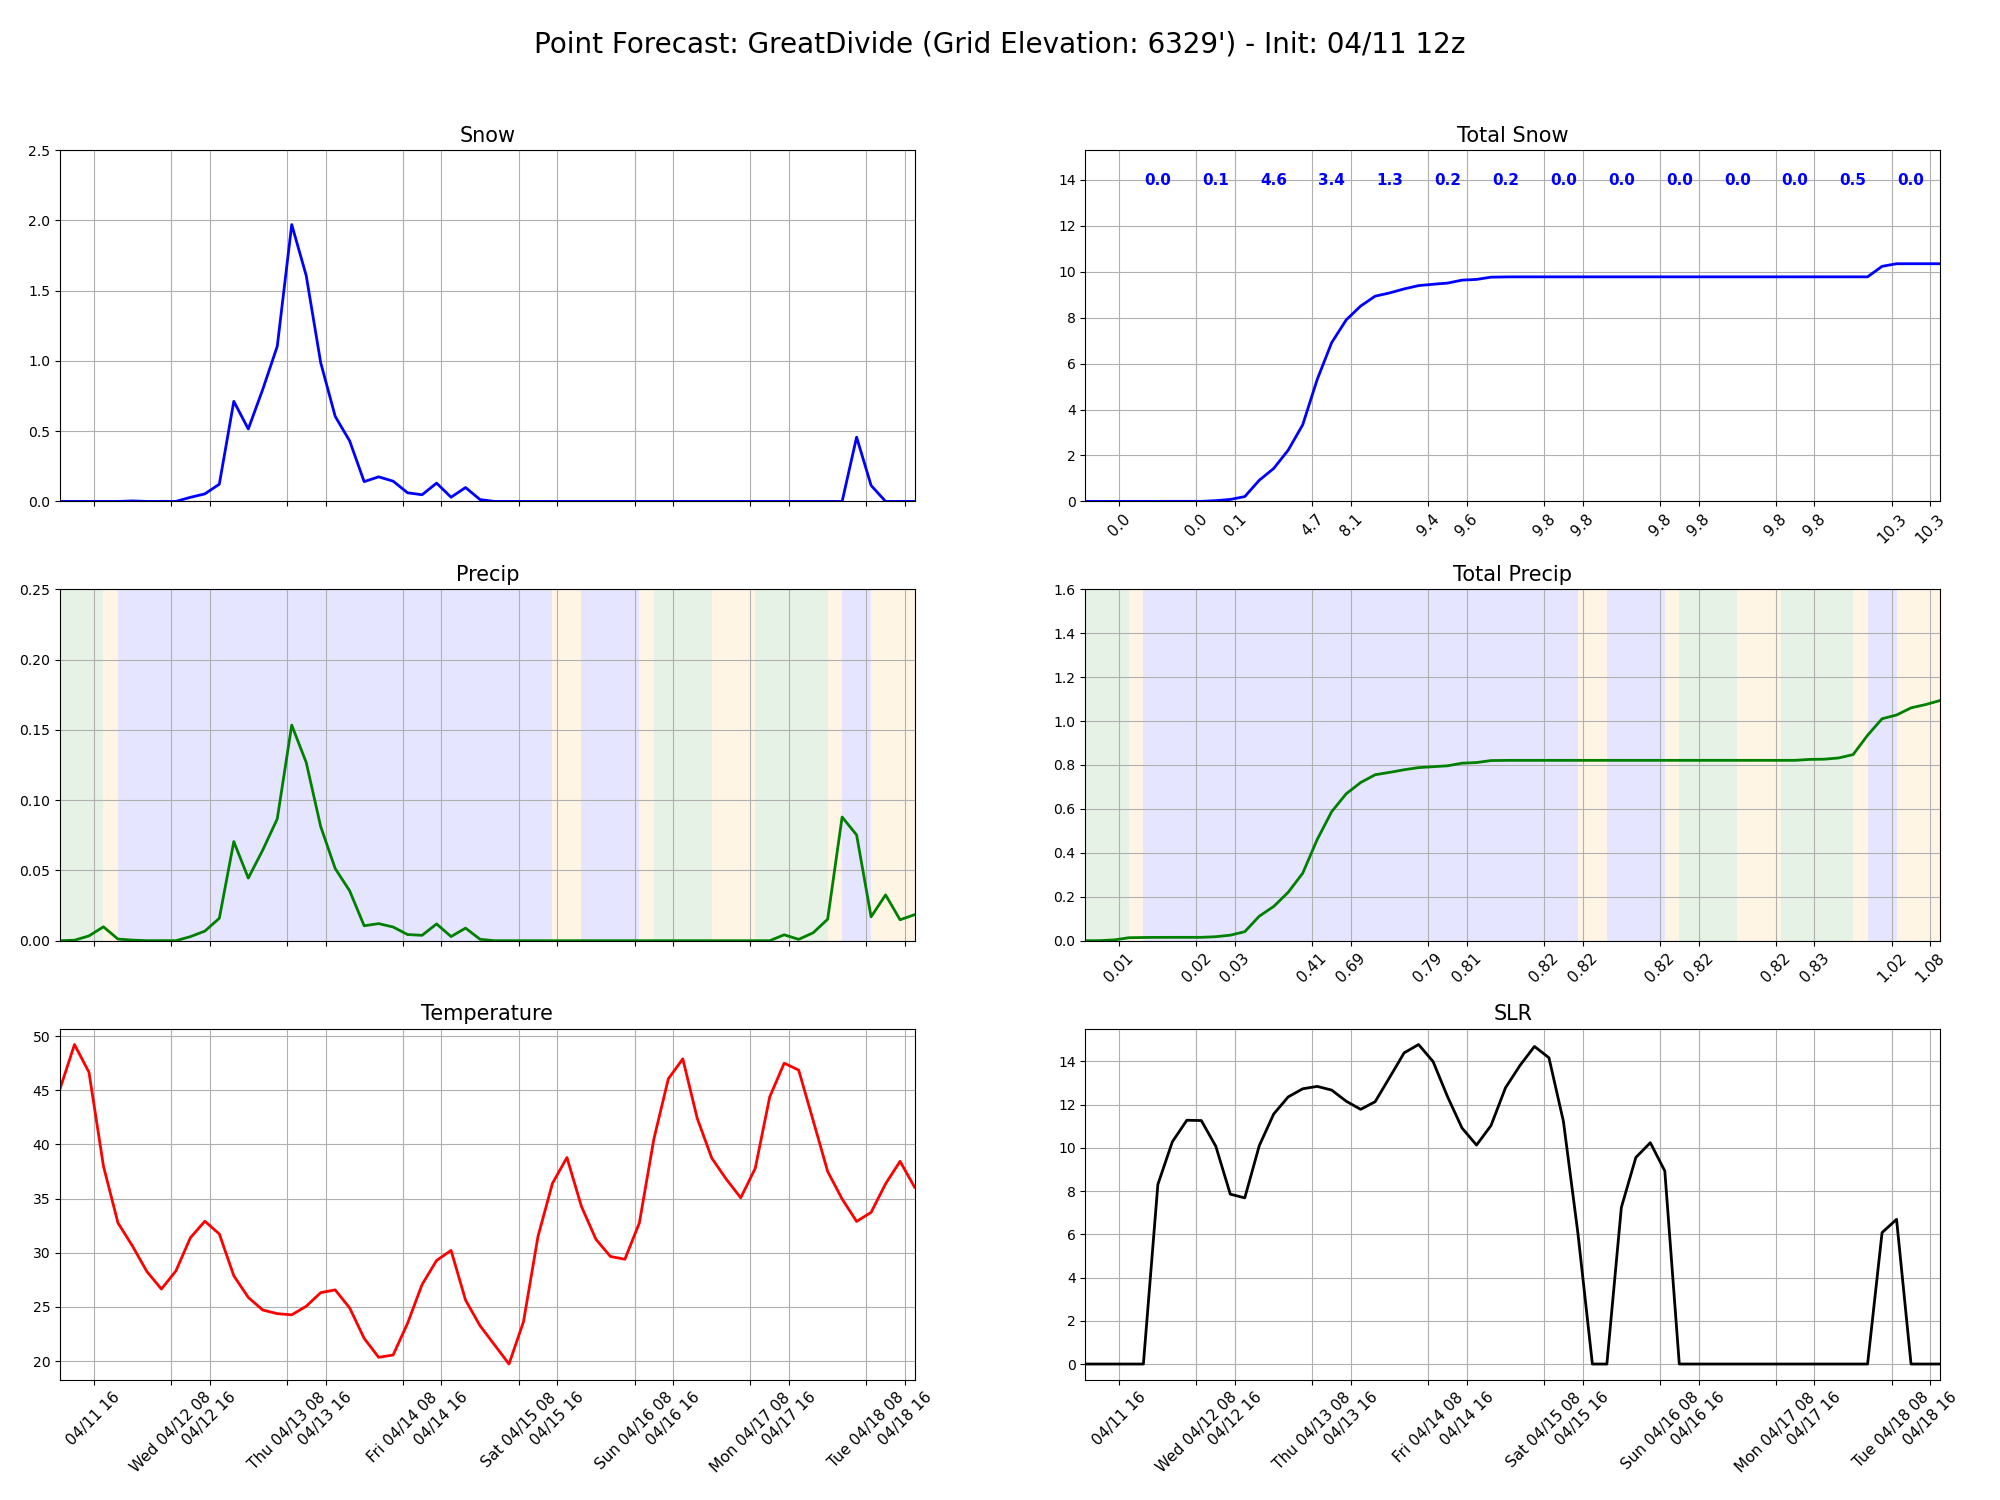 Point Forecast: GreatDivide (Grid Elevation: 6329') - Init: 04/11 12z
Snow
2.5
2.0
1.5
1.0
0.5
0.0
Total Snow
0.0 0.1 4.6 3.4 1.3 0.2 0.2 0.0 0.0 0.0 0.0 0.0 0.5 0.0
14
12
10
8
6
4
2
0
0.0 0.0 0.1 4.7 8.1 9.4 9.6 9.8 9.8 9.8 9.8 9.8 9.8 10.3 10.3
Precip
0.25
0.20
0.15
0.10
0.05
0.00
Total Precip
1.6
1.4
1.2
1.0
0.8
0.6
0.4
0.2
0.0
0.01 0.02 0.03 0.41 0.69 0.79 0.81 0.82 0.82 0.82 0.82 0.82 0.83 1.02 1.08
Temperature
50
45
40
35
30
25
20
04/11 16
Wed 04/12 08
04/12 16
Thu 04/13 08
04/13 16
Fri 04/14 08
04/14 16
Sat 04/15 08
04/15 16
Sun 04/16 08
04/16 16
Mon 04/17 08
04/17 16
Tue 04/18 08
04/18 16
SLR
14
12
10
8
6
4
2
0
04/11 16
Wed 04/12 08
04/12 16
Thu 04/13 08
04/13 16
Fri 04/14 08
04/14 16
Sat 04/15 08
04/15 16
Sun 04/16 08
04/16 16
Mon 04/17 08
04/17 16
Tue 04/18 08
04/18 16